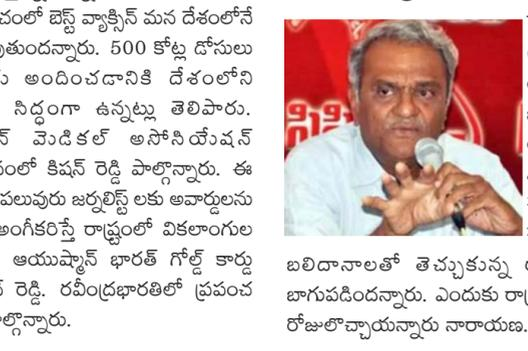 చంలో బెస్ట్ వ్యాక్సిన్ మన దేశంలోనే
వుతుందన్నారు. 500 కోట్ల డోసులు
అందించడానికి దేశంలోని
సిద్ధంగా ఉన్నట్లు తెలిపారు.
న్ మెడికల్ అసోసియేషన్
నంలో కిషన్ రెడ్డి పాల్గొన్నారు. ఈ
పలువురు జర్నలిస్ట్ లకు అవార్డులను
అంగీకరిస్తే రాష్ట్రంలో వికలాంగుల
ఆయుష్మాన్ భారత్ గోల్డ్ కార్డు
న్ రెడ్డి. రవీంద్రభారతిలో ప్రపంచ
ల్గొన్నారు.
బలిదానాలతో తెచ్చుకున్న
బాగుపడిందన్నారు. ఎందుకు
రోజులొచ్చాయన్నారు నారాయణ.